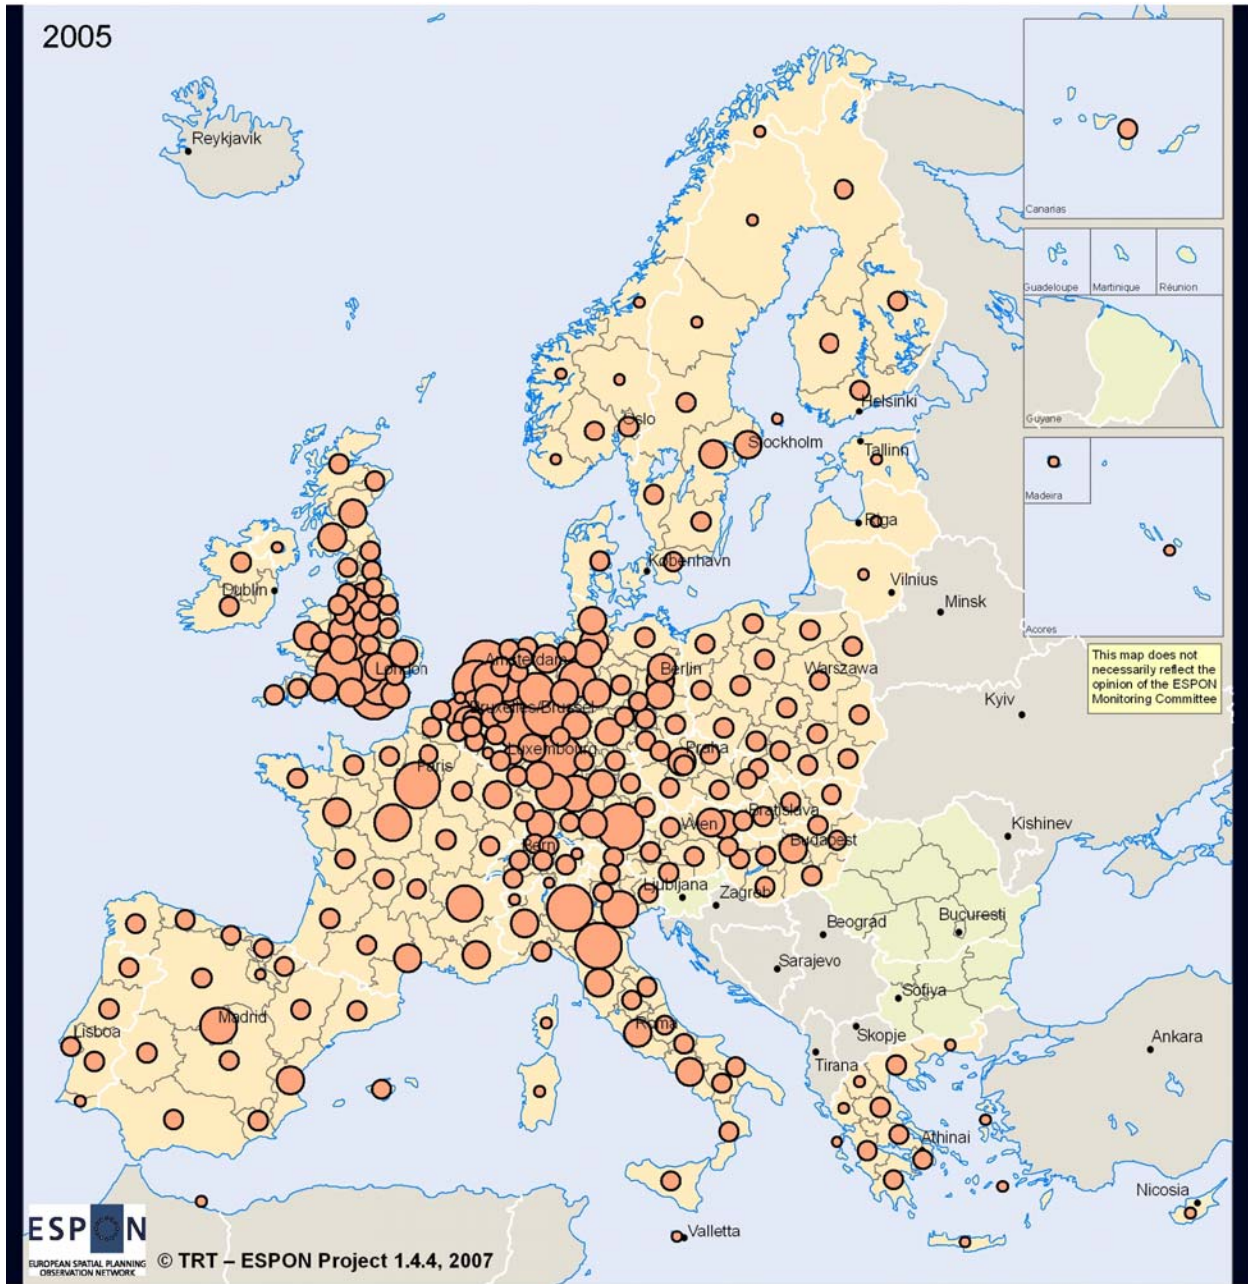 2005
Reykjavik
Canarias
Guadeloupe
Martinique
Réunion
Guyane
Oslo
Helsinki
Stockholm
Tallinn
Madeira
Riga
København
Dublin
Vilnius
Minsk
Acores
This map does not
necessarily reflect the
opinion of the ESPON
Monitoring Committee
London
Amsterdam
Berlin
Warszawa
Kyiv
Bruxelles/Brussel
Luxembourg
Praha
Paris
Bratislava
Wien
Kishinev
Bern
Budapest
Ljubljana
Zagreb
Beograd
Bucuresti
Sarajevo
Sofiya
Madrid
Lisboa
Roma
Skopje
Tirana
Ankara
Athinai
Nicosia
Valletta
ESPON
EUROPEAN SPATIAL PLANNING
OBSERVATION NETWORK
© TRT – ESPON Project 1.4.4, 2007